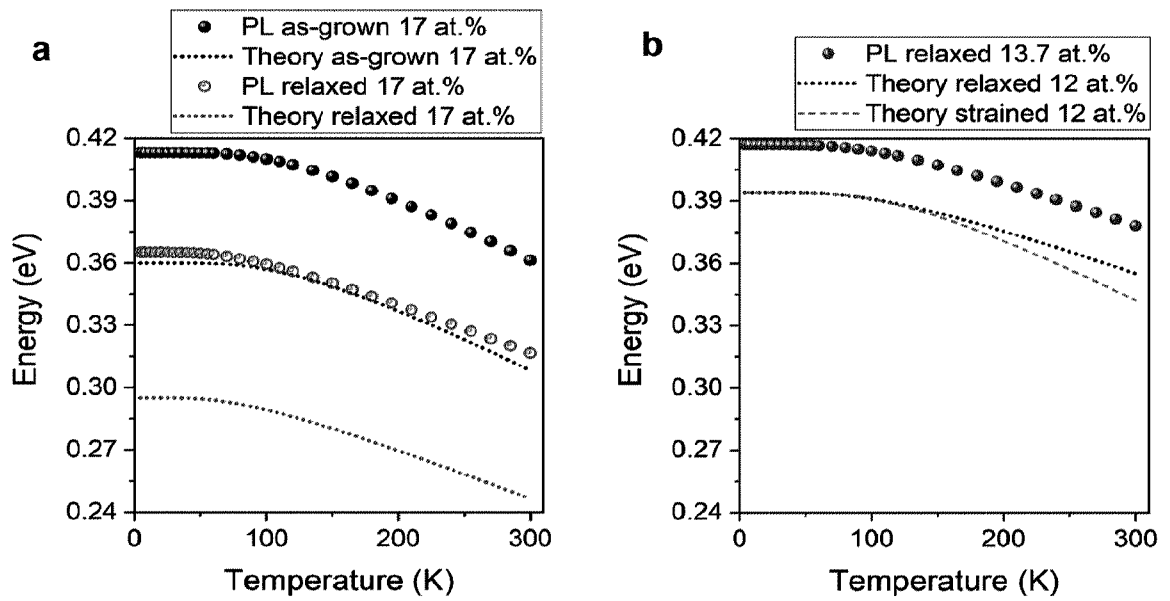 a
PL as-grown 17 at.%
Theory as-grown 17 at.%
PL relaxed 17 at.%
Theory relaxed 17 at.%
0.42
0.39
0.36
0.33
0.30
0.27
0.24
Energy (eV)
0
100
200
300
Temperature (K)
b
PL relaxed 13.7 at.%
Theory relaxed 12 at.%
Theory strained 12 at.%
0.42
0.39
0.36
0.33
0.30
0.27
0.24
Energy (eV)
0
100
200
300
Temperature (K)